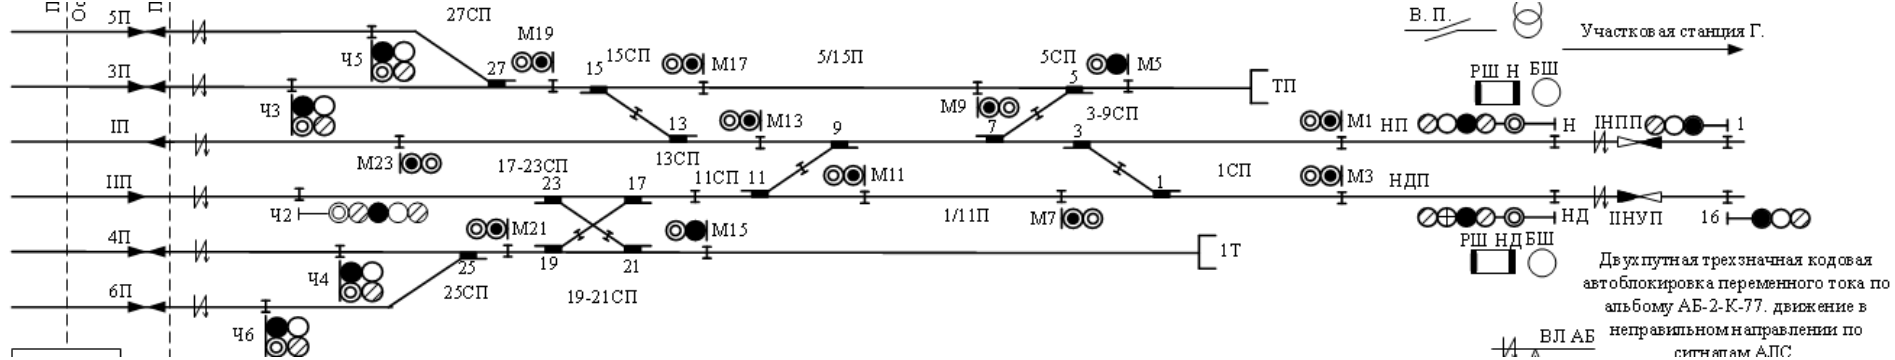 П
Ос
П
5П
27СП
В. П.
Участковая станция Г.
М19
Ч5
3П
27
15
15СП
М17
5/15П
5СП
5
М5
ТП
РШ Н
БШ
Ч3
М9
3-9СП
М13
IП
13
9
7
3
М1
НП
Н
IНПП
1
М23
13СП
17-23СП
11СП
11
М11
1СП
М3
НДП
IIП
23
17
1
Ч2
М21
М15
1/11П
М7
НД
IIНУП
16
4П
19
21
1Т
РШ НД
БШ
Ч4
25
25СП
19-21СП
6П
Ч6
Двухпутная трехзначная кодовая
автоблокировка переменного тока по
альбому АБ-2-К-77. движение в
неправильном направлении по
сигналам АЛС
ВЛ АБ